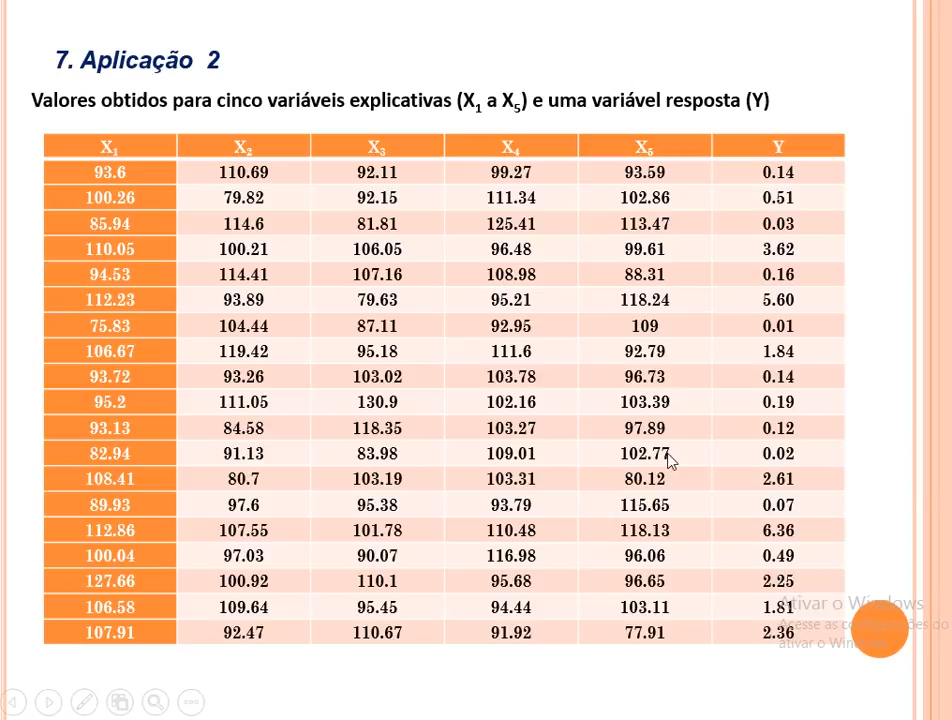 7. Aplicação 2
Valores obtidos para cinco variáveis explicativas (X1 a X5) e uma variável resposta (Y)
X1 X2 X3 X4 X5 Y
93.6 110.69 92.11 99.27 93.59 0.14
100.26 79.82 92.15 111.34 102.86 0.51
85.94 114.6 81.81 125.41 113.47 0.03
110.05 100.21 106.05 96.48 99.61 3.62
94.53 114.41 107.16 108.98 88.31 0.16
112.23 93.89 79.63 95.21 118.24 5.60
75.83 104.44 87.11 92.95 109 0.01
106.67 119.42 95.18 111.6 92.79 1.84
93.72 93.26 103.02 103.78 96.73 0.14
95.2 111.05 130.9 102.16 103.39 0.19
93.13 84.58 118.35 103.27 97.89 0.12
82.94 91.13 83.98 109.01 102.77 0.02
108.41 80.7 103.19 103.31 80.12 2.61
89.93 97.6 95.38 93.79 115.65 0.07
112.86 107.55 101.78 110.48 118.13 6.36
100.04 97.03 90.07 116.98 96.06 0.49
127.66 100.92 110.1 95.68 96.65 2.25
106.58 109.64 95.45 94.44 103.11 1.81
107.91 92.47 110.67 91.92 77.91 2.36
Ativar o Windows
Acesse as configurações do
ativar o Windows